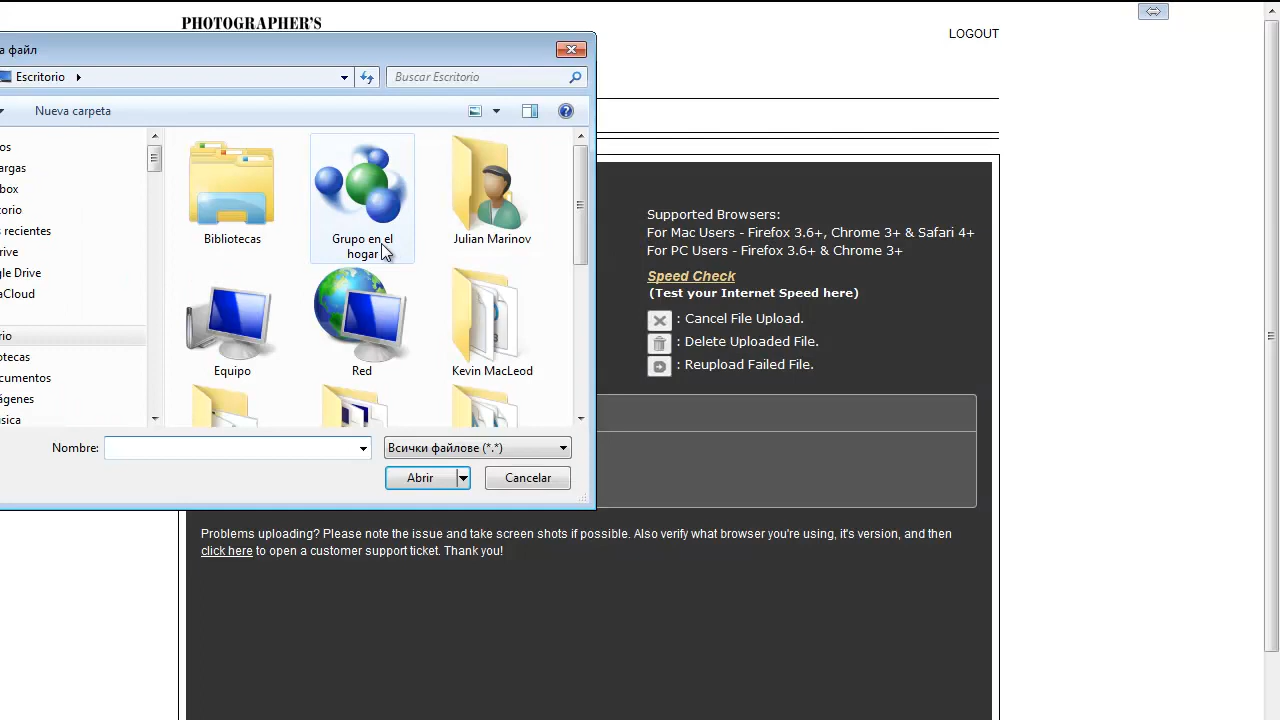 PHOTOGRAPHER'S
LOGOUT
а файл
Escritorio
Buscar Escritorio
Nueva carpeta
os
argas
box
orio
s recientes
rive
gle Drive
aCloud
rio
otecas
ocumentos
ágenes
úsica
Bibliotecas
Grupo en el
hogar
Julian Marinov
Equipo
Red
Kevin MacLeod
Nombre:
Всички файлове (*.*)
Abrir
Cancelar
Supported Browsers:
For Mac Users - Firefox 3.6+, Chrome 3+ & Safari 4+
For PC Users - Firefox 3.6+ & Chrome 3+
Speed Check
(Test your Internet Speed here)
: Cancel File Upload.
: Delete Uploaded File.
: Reupload Failed File.
Problems uploading? Please note the issue and take screen shots if possible. Also verify what browser you're using, it's version, and then
click here to open a customer support ticket. Thank you!